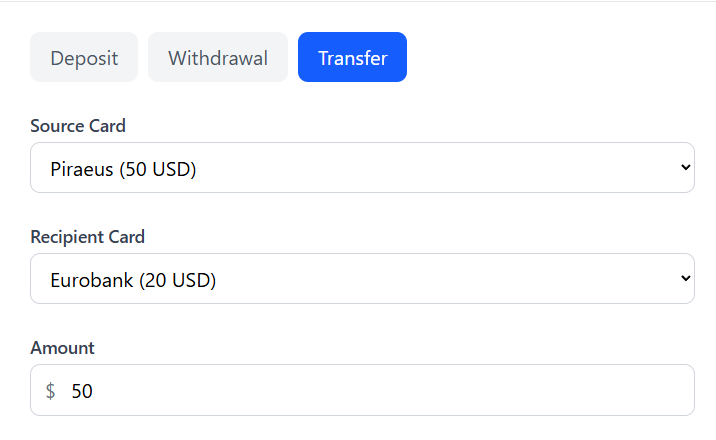 Deposit Withdrawal Transfer
Source Card
Piraeus (50 USD)
Recipient Card
Eurobank (20 USD)
Amount
$ 50